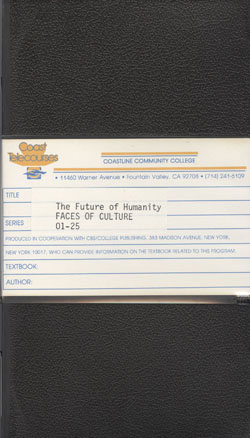 Coast
Telecourses
COASTLINE COMMUNITY COLLEGE
• 11460 Warner Avenue • Fountain Valley, CA 92708 • (714) 241-6109
TITLE
The Future of Humanity
FACES OF CULTURE
SERIES
01-25
PRODUCED IN COOPERATION WITH CBS/COLLEGE PUBLISHING, 383 MADISON AVENUE, NEW YORK,
NEW YORK 10017, WHO CAN PROVIDE INFORMATION ON THE TEXTBOOK RELATED TO THIS PROGRAM.
TEXTBOOK:
AUTHOR: